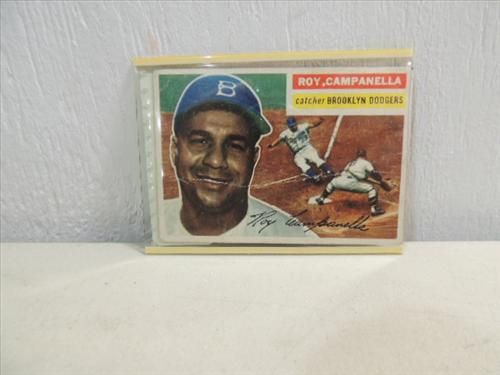 B
ROY, CAMPANELLA
catcher BROOKLYN DODGERS
Roy Campanella